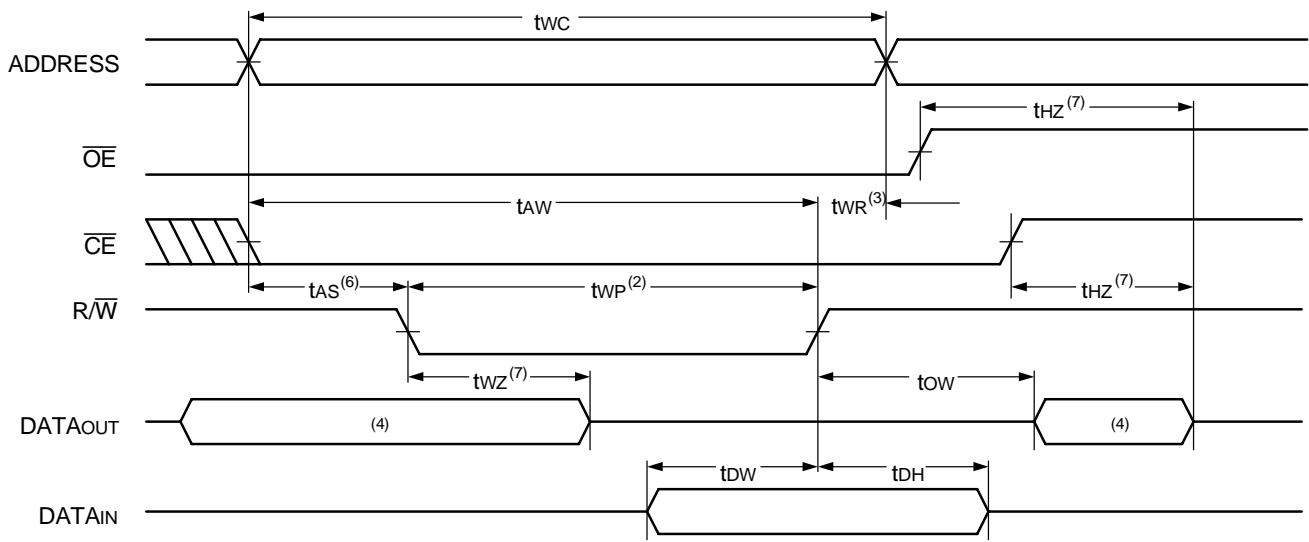 tWC
ADDRESS
tHZ(7)
OE
tAW
tWR(3)
CE
tAS(6)
tWP(2)
tHZ(7)
R/W
tWZ(7)
tOW
DATAOUT
(4)
(4)
tDW
tDH
DATAIN